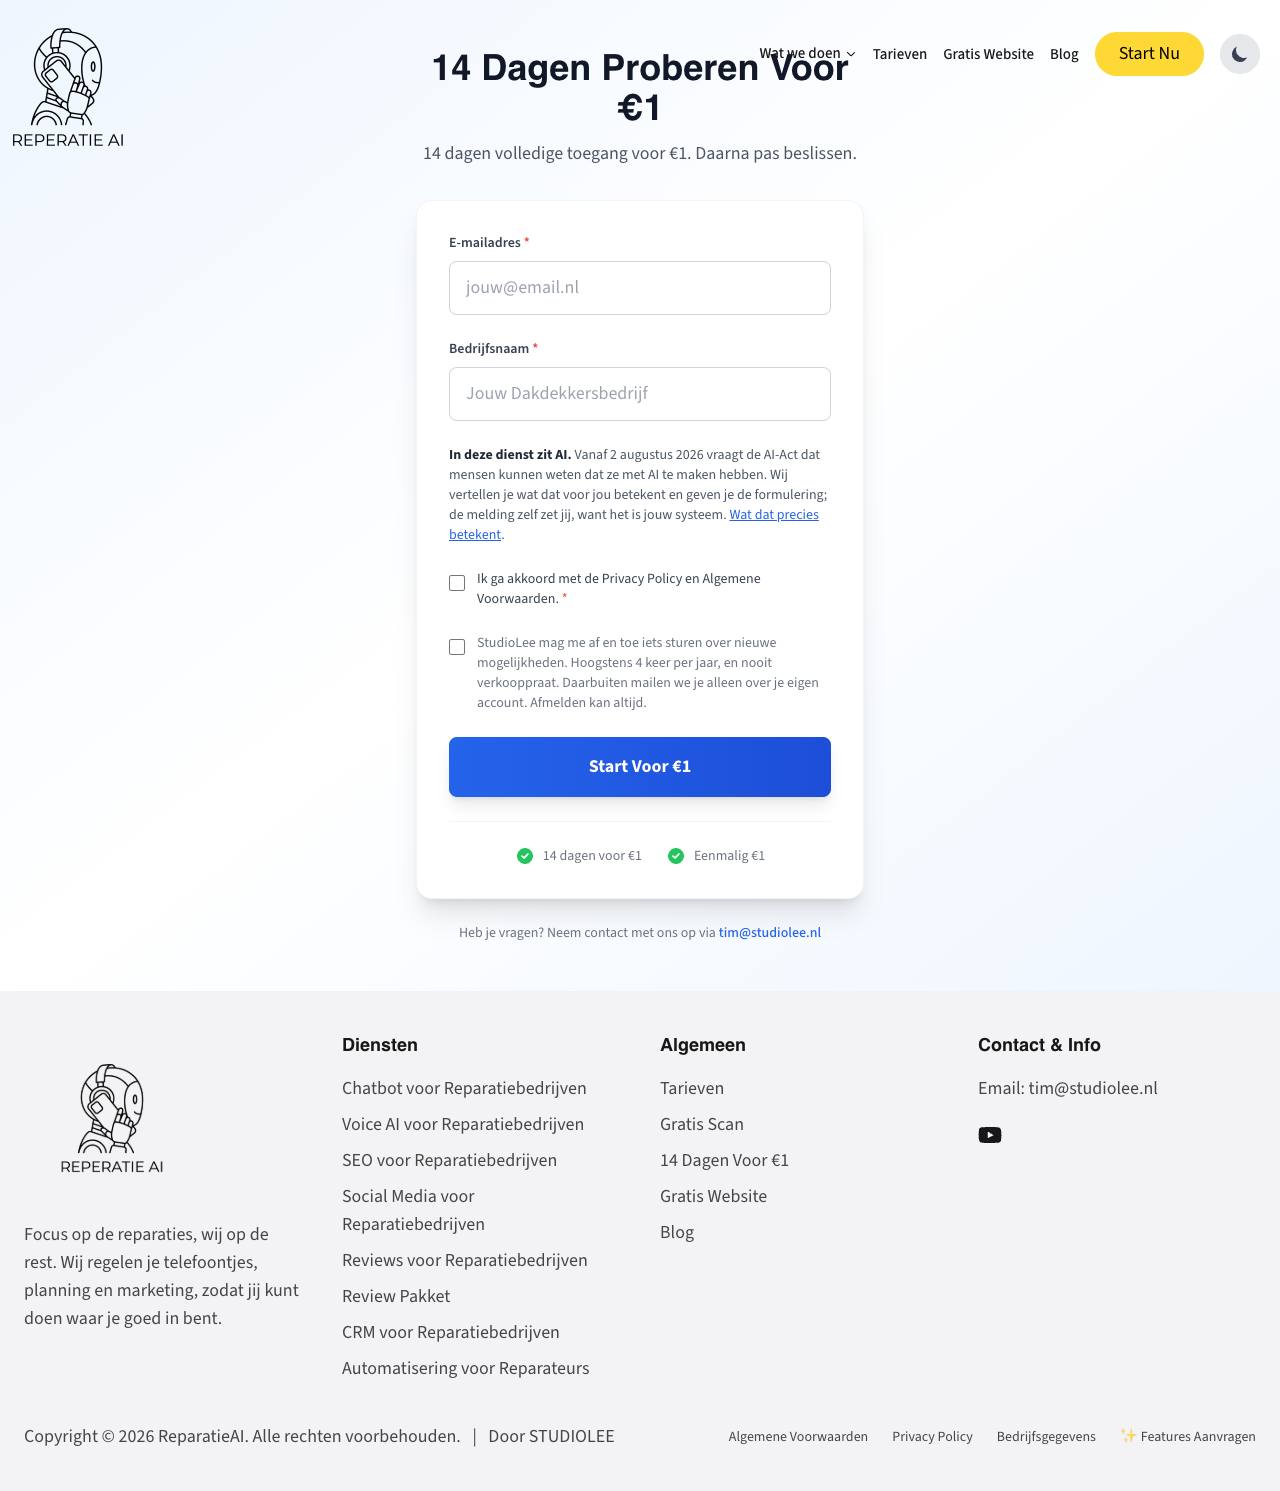 REPERATIE AI
Wat we doen
Tarieven
Gratis Website
Blog
Start Nu
14 Dagen Proberen Voor
€1
14 dagen volledige toegang voor €1. Daarna pas beslissen.
E-mailadres *
jouw@email.nl
Bedrijfsnaam *
Jouw Dakdekkersbedrijf
In deze dienst zit AI. Vanaf 2 augustus 2026 vraagt de AI-Act dat
mensen kunnen weten dat ze met AI te maken hebben. Wij
vertellen je wat dat voor jou betekent en geven je de formulering;
de melding zelf zet jij, want het is jouw systeem. Wat dat precies
betekent.
Ik ga akkoord met de Privacy Policy en Algemene
Voorwaarden. *
StudioLee mag me af en toe iets sturen over nieuwe
mogelijkheden. Hoogstens 4 keer per jaar, en nooit
verkooppraat. Daarbuiten mailen we je alleen over je eigen
account. Afmelden kan altijd.
Start Voor €1
14 dagen voor €1
Eenmalig €1
Heb je vragen? Neem contact met ons op via tim@studiolee.nl
REPERATIE AI
Focus op de reparaties, wij op de
rest. Wij regelen je telefoontjes,
planning en marketing, zodat jij kunt
doen waar je goed in bent.
Diensten
Chatbot voor Reparatiebedrijven
Voice AI voor Reparatiebedrijven
SEO voor Reparatiebedrijven
Social Media voor
Reparatiebedrijven
Reviews voor Reparatiebedrijven
Review Pakket
CRM voor Reparatiebedrijven
Automatisering voor Reparateurs
Algemeen
Tarieven
Gratis Scan
14 Dagen Voor €1
Gratis Website
Blog
Contact & Info
Email: tim@studiolee.nl
Copyright © 2026 ReparatieAI. Alle rechten voorbehouden. | Door STUDIOLEE
Algemene Voorwaarden
Privacy Policy
Bedrijfsgegevens
✨ Features Aanvragen